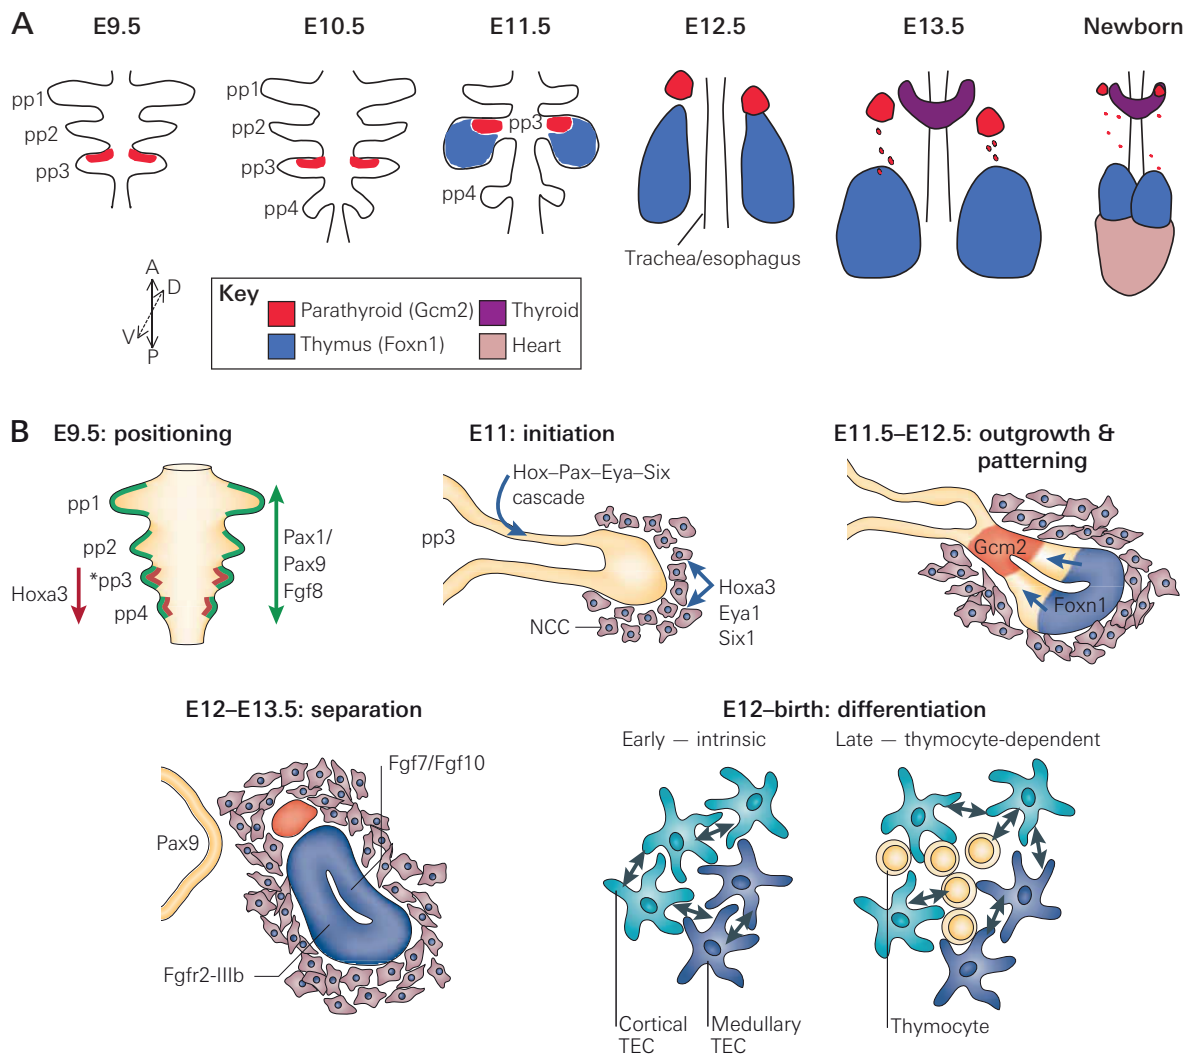 A
E9.5
E10.5
E11.5
E12.5
E13.5
Newborn
pp1
pp2
pp3
pp1
pp2
pp3
pp4
pp3
pp4
Trachea/esophagus
A
D
V
P
Key
Parathyroid (Gcm2)
Thyroid
Thymus (Foxn1)
Heart
B
E9.5: positioning
pp1
pp2
*pp3
pp4
Hoxa3
Pax1/
Pax9
Fgf8
E11: initiation
Hox–Pax–Eya–Six
cascade
pp3
NCC
Hoxa3
Eya1
Six1
E11.5–E12.5: outgrowth &
patterning
Gcm2
Foxn1
E12–E13.5: separation
Fgf7/Fgf10
Pax9
Fgfr2-IIIb
E12–birth: differentiation
Early — intrinsic
Late — thymocyte-dependent
Cortical
TEC
Medullary
TEC
Thymocyte